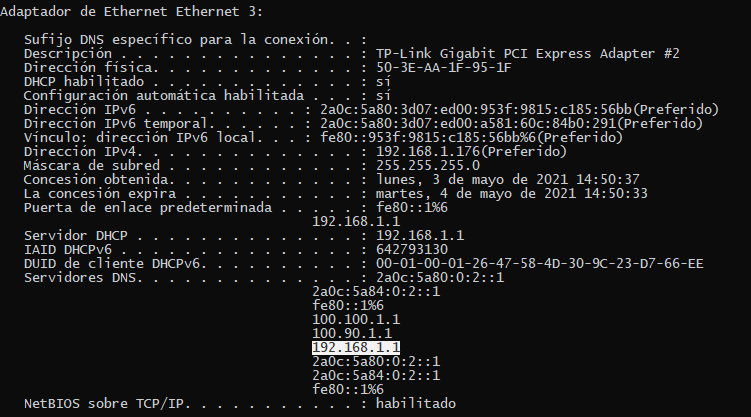 Adaptador de Ethernet Ethernet 3:
Sufijo DNS específico para la conexión. . :
Descripción . . . . . . . . . . . . . . . : TP-Link Gigabit PCI Express Adapter #2
Dirección física. . . . . . . . . . . . . : 50-3E-AA-1F-95-1F
DHCP habilitado . . . . . . . . . . . . . : sí
Configuración automática habilitada . . . : sí
Dirección IPv6 . . . . . . . . . . : 2a0c:5a80:3d07:ed00:953f:9815:c185:56bb(Preferido)
Dirección IPv6 temporal. . . . . . : 2a0c:5a80:3d07:ed00:a581:60c:84b0:291(Preferido)
Vínculo: dirección IPv6 local. . . : fe80::953f:9815:c185:56bb%6(Preferido)
Dirección IPv4. . . . . . . . . . . . . . : 192.168.1.176(Preferido)
Máscara de subred . . . . . . . . . . . . : 255.255.255.0
Concesión obtenida. . . . . . . . . . . . : lunes, 3 de mayo de 2021 14:50:37
La concesión expira . . . . . . . . . . . : martes, 4 de mayo de 2021 14:50:33
Puerta de enlace predeterminada . . . . . : fe80::1%6
192.168.1.1
Servidor DHCP . . . . . . . . . . . . . . : 192.168.1.1
IAID DHCPv6 . . . . . . . . . . . . . . . : 642793130
DUID de cliente DHCPv6. . . . . . . . . . : 00-01-00-01-26-47-58-4D-30-9C-23-D7-66-EE
Servidores DNS. . . . . . . . . . . . . . : 2a0c:5a80:0:2::1
2a0c:5a84:0:2::1
fe80::1%6
100.100.1.1
100.90.1.1
192.168.1.1
2a0c:5a80:0:2::1
2a0c:5a84:0:2::1
fe80::1%6
NetBIOS sobre TCP/IP. . . . . . . . . . . : habilitado